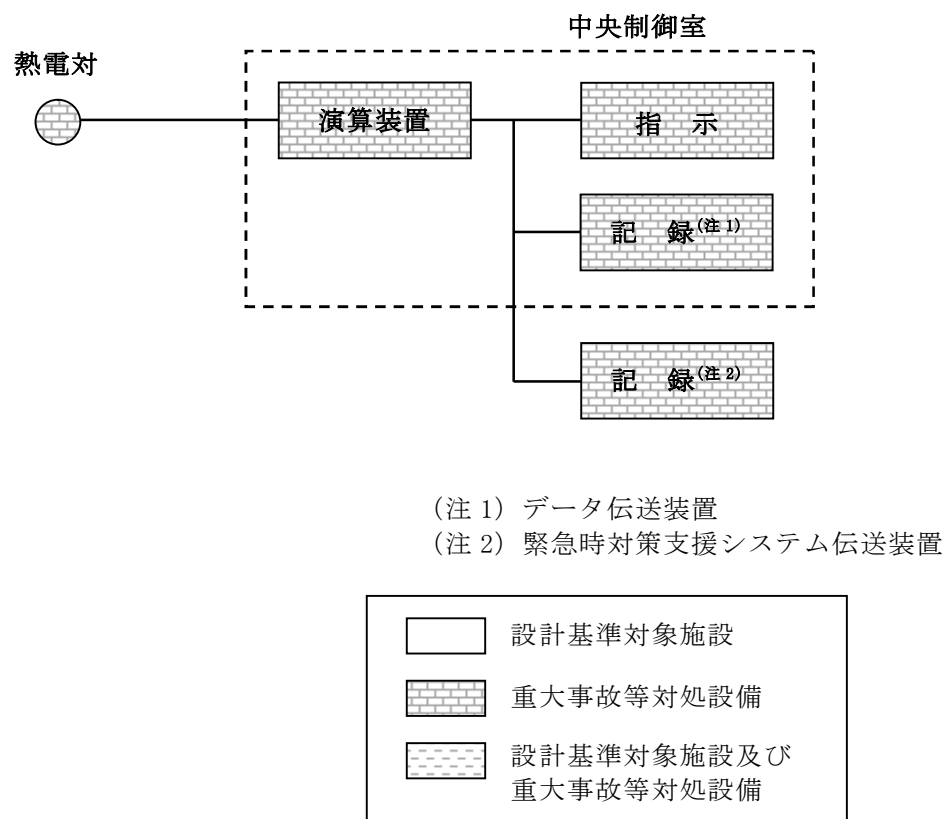 中央制御室
熱電対
演算装置
指 示
記 録(注 1)
記 録(注 2)
(注 1) データ伝送装置
(注 2) 緊急時対策支援システム伝送装置
設計基準対象施設
重大事故等対処設備
設計基準対象施設及び
重大事故等対処設備